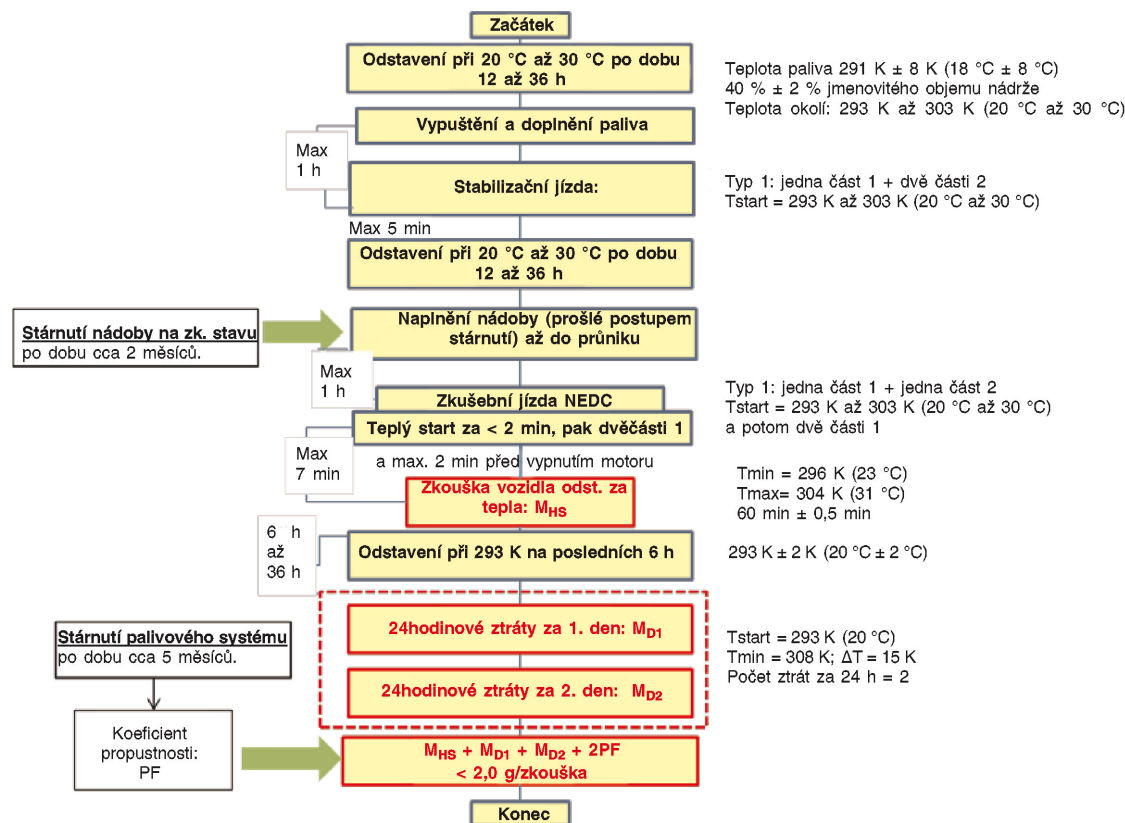 Začátek
Odstavení při 20 °C až 30 °C po dobu
12 až 36 h
Teplota paliva 291 K ± 8 K (18 °C ± 8 °C)
40 % ± 2 % jmenovitého objemu nádrže
Teplota okolí: 293 K až 303 K (20 °C až 30 °C)
Vypuštění a doplnění paliva
Max
1 h
Stabilizační jízda:
Typ 1: jedna část 1 + dvě části 2
Tstart = 293 K až 303 K (20 °C až 30 °C)
Max 5 min
Odstavení při 20 °C až 30 °C po dobu
12 až 36 h
Stárnutí nádoby na zk. stavu
po dobu cca 2 měsíců.
Naplnění nádoby (prošlé postupem
stárnutí) až do průniku
Max
1 h
Zkušební jízda NEDC
Teplý start za < 2 min, pak dvěčásti 1
Typ 1: jedna část 1 + jedna část 2
Tstart = 293 K až 303 K (20 °C až 30 °C)
a potom dvě části 1
Max
7 min
a max. 2 min před vypnutím motoru
Zkouška vozidla odst. za
tepla: MHS
Tmin = 296 K (23 °C)
Tmax= 304 K (31 °C)
60 min ± 0,5 min
6 h
až
36 h
Odstavení při 293 K na posledních 6 h
293 K ± 2 K (20 °C ± 2 °C)
24hodinové ztráty za 1. den: MD1
Stárnutí palivového systému
po dobu cca 5 měsíců.
Tstart = 293 K (20 °C)
Tmin = 308 K; ΔT = 15 K
Počet ztrát za 24 h = 2
24hodinové ztráty za 2. den: MD2
Koeficient
propustnosti:
PF
MHS + MD1 + MD2 + 2PF
< 2,0 g/zkouška
Konec